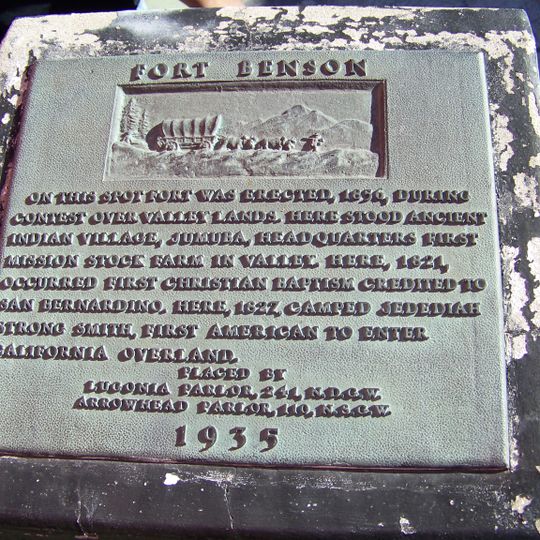 FORT BENSON
ON THIS SPOT FORT WAS ERECTED, 1856, DURING
CONTEST OVER VALLEY LANDS. HERE STOOD ANCIENT
INDIAN VILLAGE, JUMUBA, HEADQUARTERS FIRST
MISSION STOCK FARM IN VALLEY. HERE, 1821,
OCCURRED FIRST CHRISTIAN BAPTISM CREDITED TO
SAN BERNARDINO. HERE, 1827, CAMPED JEDEDIAH
STRONG SMITH, FIRST AMERICAN TO ENTER
CALIFORNIA OVERLAND.
PLACED BY
LUGONIA PARLOR, 241, N.D.G.W.
ARROWHEAD PARLOR, 110, N.S.G.W.
1935